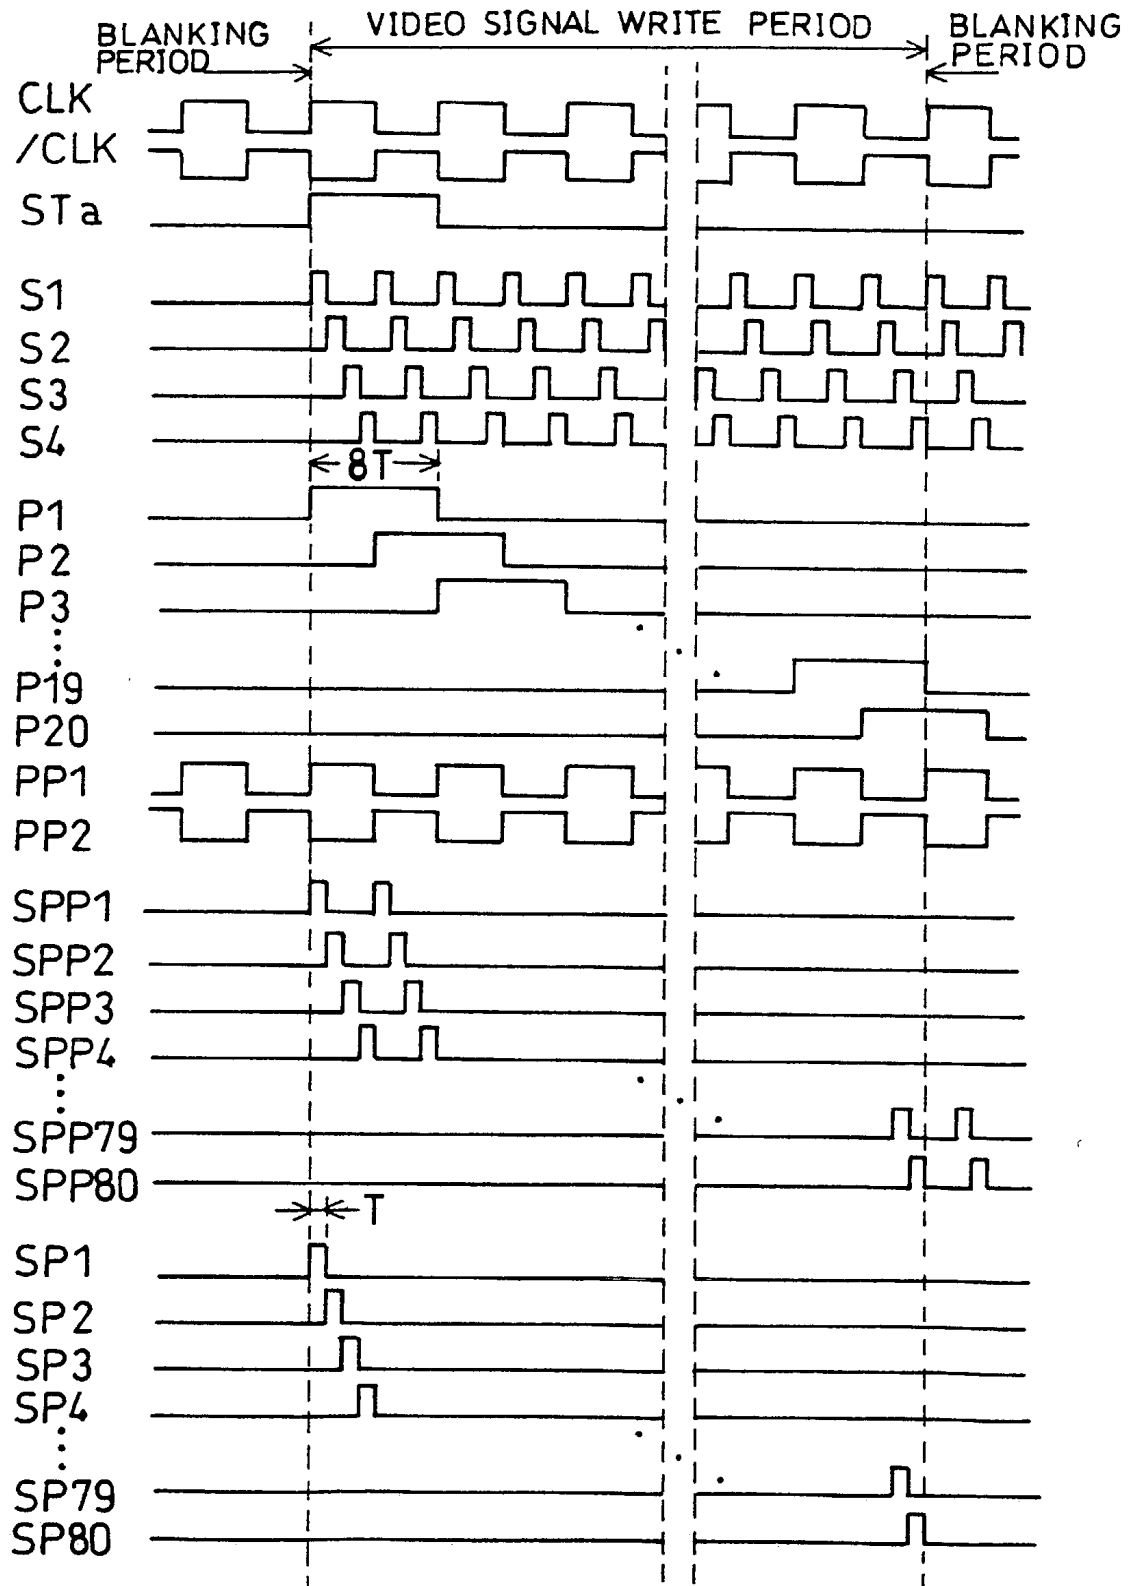 BLANKING PERIOD
VIDEO SIGNAL WRITE PERIOD
BLANKING PERIOD
CLK
/CLK
STa
S1
S2
S3
S4
8T
P1
P2
P3
P19
P20
PP1
PP2
SPP1
SPP2
SPP3
SPP4
SPP79
SPP80
T
SP1
SP2
SP3
SP4
SP79
SP80